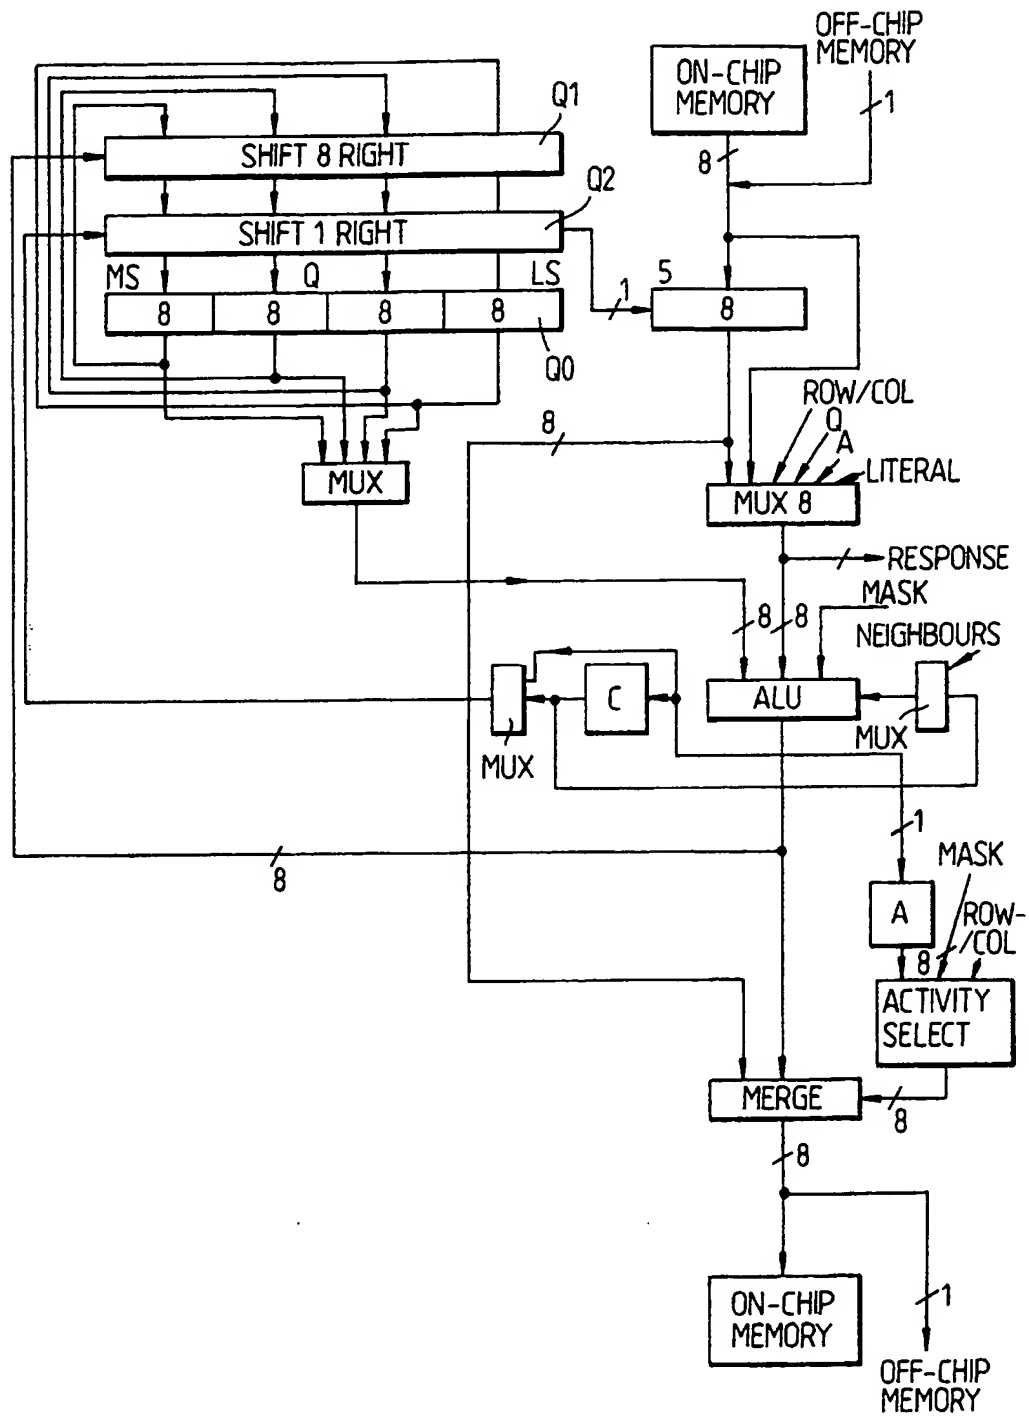 OFF-CHIP
MEMORY
ON-CHIP
MEMORY
1
8
Q1
SHIFT 8 RIGHT
Q2
SHIFT 1 RIGHT
MS
Q
LS
8
8
8
8
Q0
1
5
8
8
MUX
ROW/COL
Q
A
LITERAL
MUX 8
RESPONSE
MASK
8
8
NEIGHBOURS
ALU
MUX
C
MUX
8
1
MASK
A
ROW-
/COL
8
ACTIVITY
SELECT
MERGE
8
8
ON-CHIP
MEMORY
1
OFF-CHIP
MEMORY